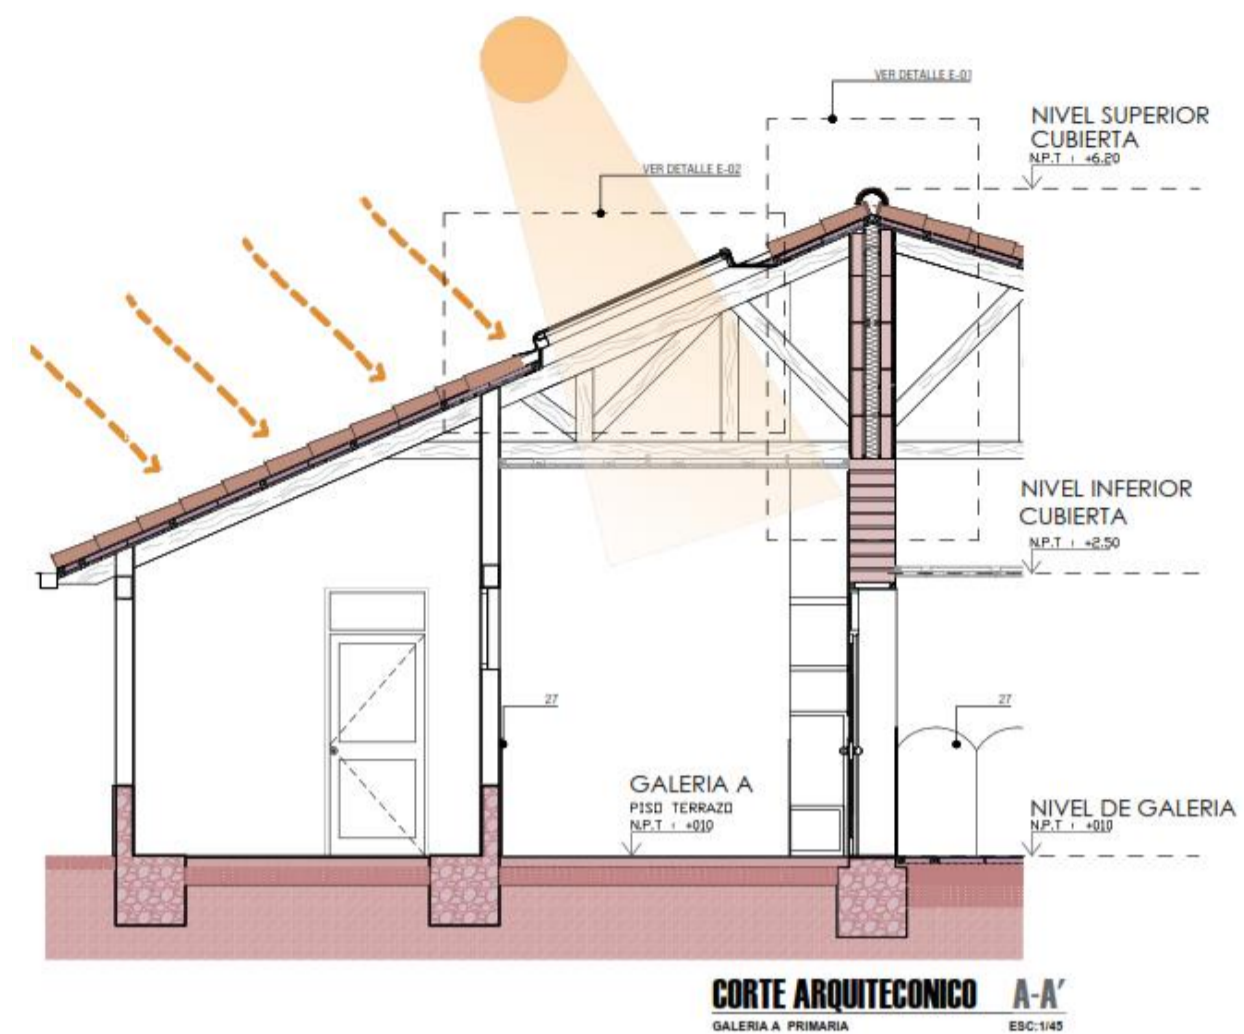 VER DETALLE E-01
NIVEL SUPERIOR
CUBIERTA
N.P.T : +6.20
VER DETALLE E-02
NIVEL INFERIOR
CUBIERTA
N.P.T : +2.50
27
27
GALERIA A
PISO TERRAZO
N.P.T : +010
NIVEL DE GALERIA
N.P.T : +010
CORTE ARQUITECONICO A-A'
GALERIA A PRIMARIA ESC:1/45